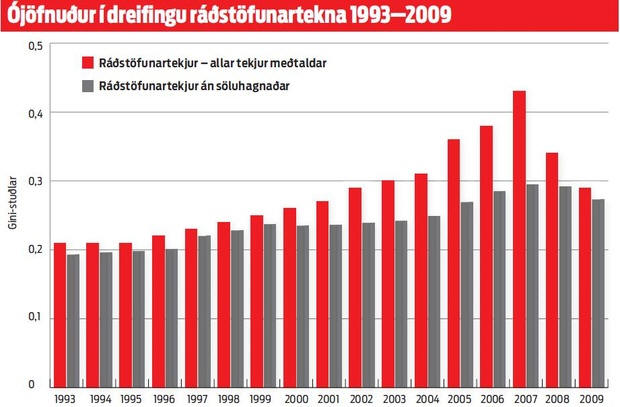 Ójöfnuður í dreifingu ráðstöfunartekna 1993—2009
0,5
Ráðstöfunartekjur – allar tekjur meðtaldar
Ráðstöfunartekjur án söluhagnaðar
0,4
0,3
Gini-stuðlar
0,2
0,1
0
1993 1994 1995 1996 1997 1998 1999 2000 2001 2002 2003 2004 2005 2006 2007 2008 2009